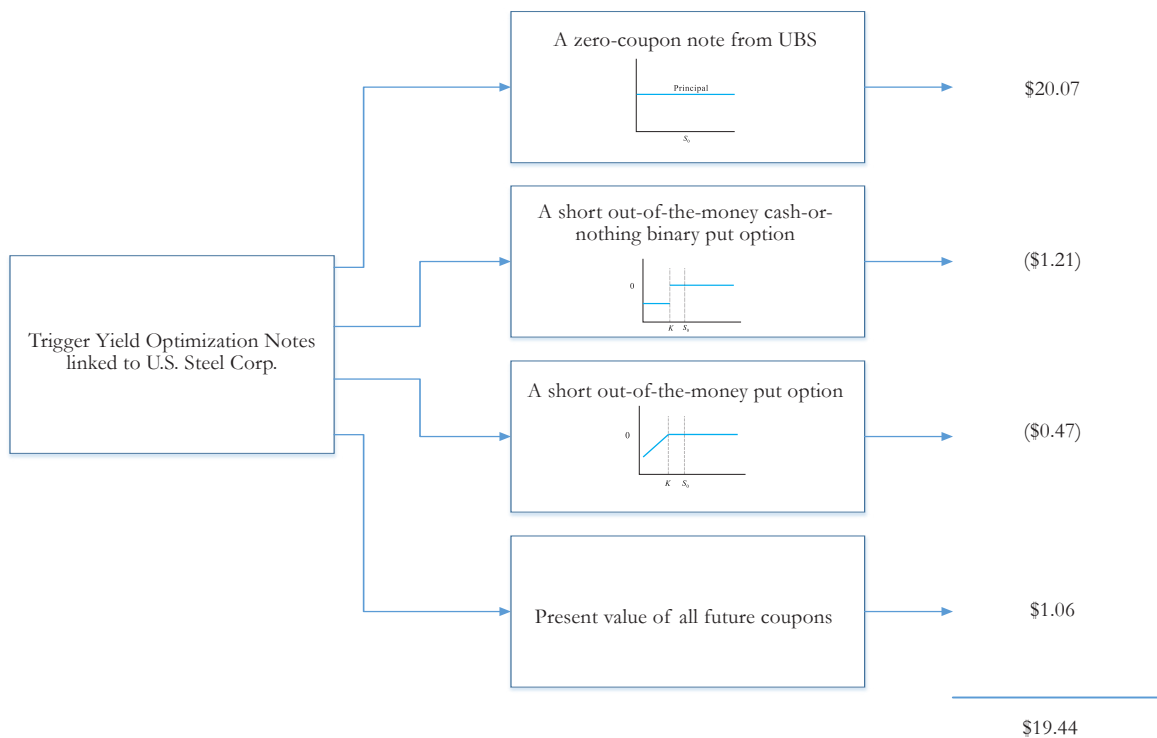 A zero-coupon note from UBS
Principal
S₀
$20.07
A short out-of-the-money cash-or-
nothing binary put option
0
K S₀
($1.21)
Trigger Yield Optimization Notes
linked to U.S. Steel Corp.
A short out-of-the-money put option
0
K S₀
($0.47)
Present value of all future coupons
$1.06
$19.44